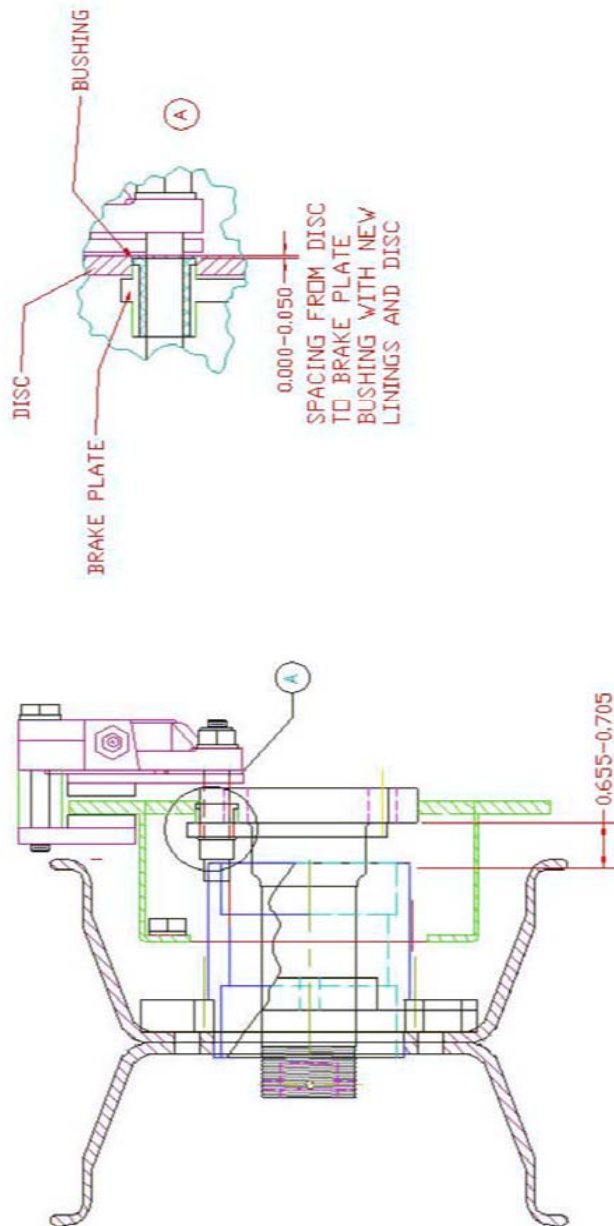 BUSHING
A
DISC
BRAKE PLATE
0.000-0.050
SPACING FROM DISC
TO BRAKE PLATE
BUSHING WITH NEW
LININGS AND DISC
A
0.655-0.705